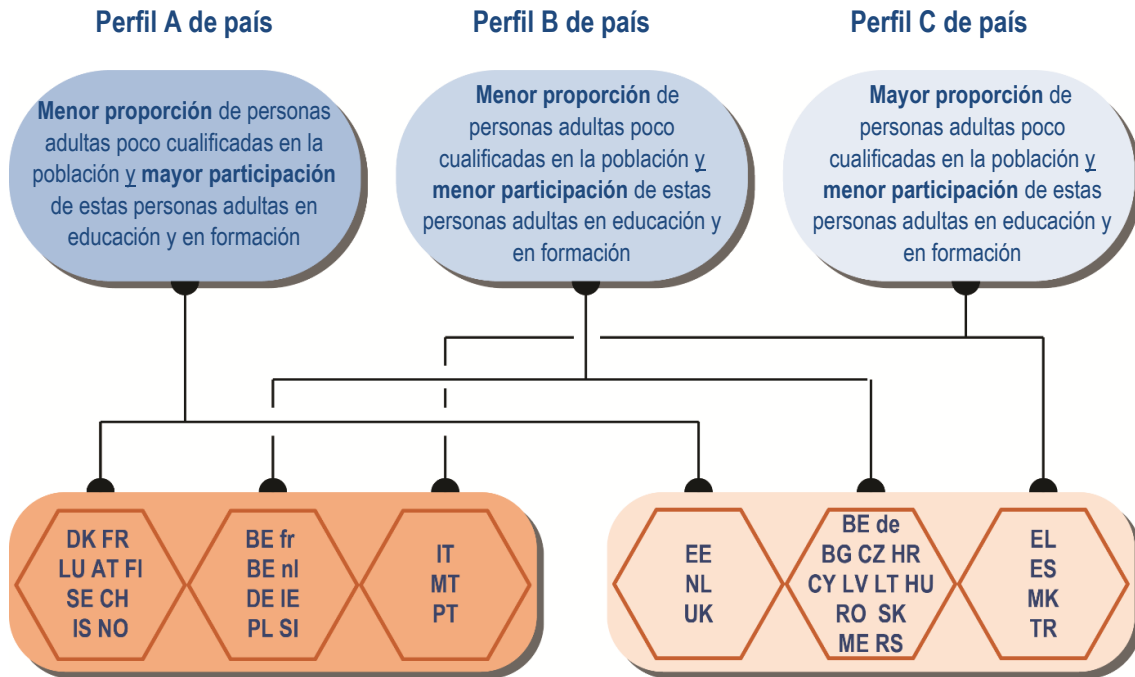 Perfil A de país
Perfil B de país
Perfil C de país
Menor proporción de personas
adultas poco cualificadas en la
población y mayor participación
de estas personas adultas en
educación y en formación
Menor proporción de
personas adultas poco
cualificadas en la población y
menor participación de estas
personas adultas en educación y
en formación
Mayor proporción de
personas adultas poco
cualificadas en la población y
menor participación de estas
personas adultas en educación y
en formación
DK FR
LU AT FI
SE CH
IS NO
BE fr
BE nl
DE IE
PL SI
IT
MT
PT
EE
NL
UK
BE de
BG CZ HR
CY LV LT HU
RO SK
ME RS
EL
ES
MK
TR